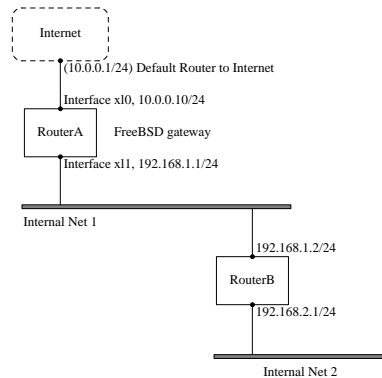 Internet
(10.0.0.1/24) Default Router to Internet
Interface xl0, 10.0.0.10/24
RouterA FreeBSD gateway
Interface xl1, 192.168.1.1/24
Internal Net 1
192.168.1.2/24
RouterB
192.168.2.1/24
Internal Net 2